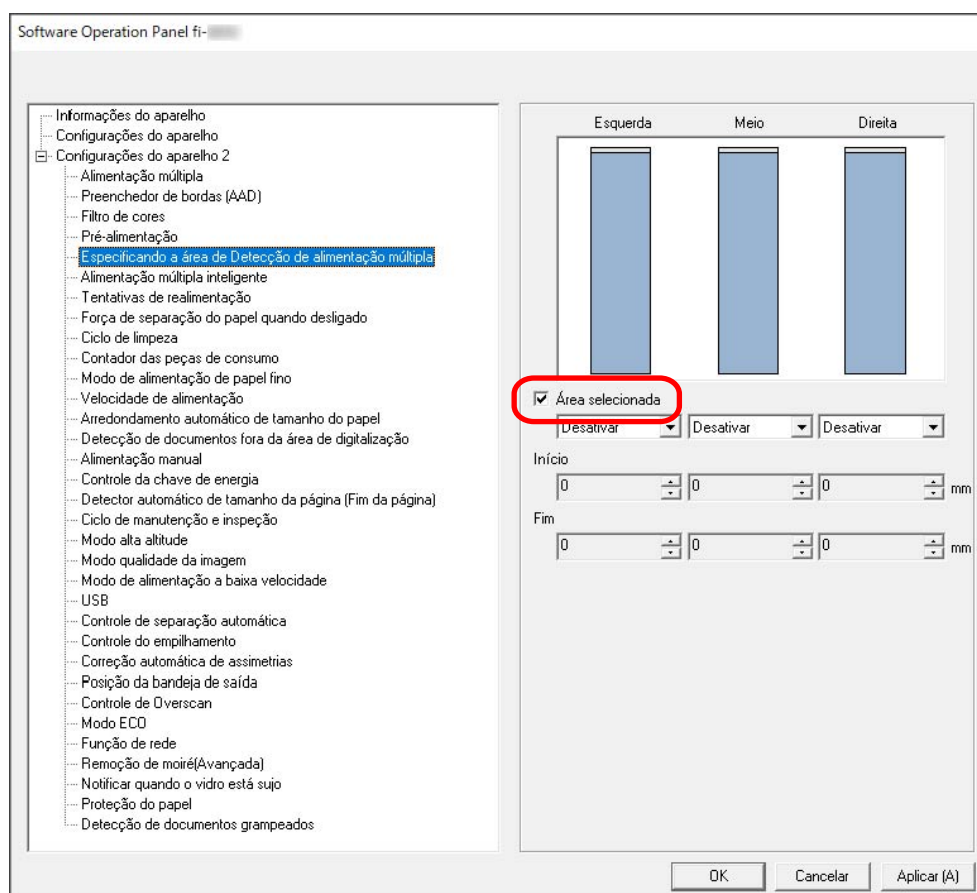 Software Operation Panel fi-
Informações do aparelho
Configurações do aparelho
Configurações do aparelho 2
Alimentação múltipla
Preenchedor de bordas (AAD)
Filtro de cores
Pré-alimentação
Especificando a área de Detecção de alimentação múltipla
Alimentação múltipla inteligente
Tentativas de realimentação
Força de separação do papel quando desligado
Ciclo de limpeza
Contador das peças de consumo
Modo de alimentação de papel fino
Velocidade de alimentação
Arredondamento automático de tamanho do papel
Detecção de documentos fora da área de digitalização
Alimentação manual
Controle da chave de energia
Detector automático de tamanho da página (Fim da página)
Ciclo de manutenção e inspeção
Modo alta altitude
Modo qualidade da imagem
Modo de alimentação a baixa velocidade
USB
Controle de separação automática
Controle do empilhamento
Correção automática de assimetrias
Posição da bandeja de saída
Controle de Overscan
Modo ECO
Função de rede
Remoção de moiré(Avançada)
Notificar quando o vidro está sujo
Proteção do papel
Detecção de documentos grampeados
Esquerda Meio Direita
Área selecionada
Desativar Desativar Desativar
Início
0 0 0 mm
Fim
0 0 0 mm
OK Cancelar Aplicar (A)